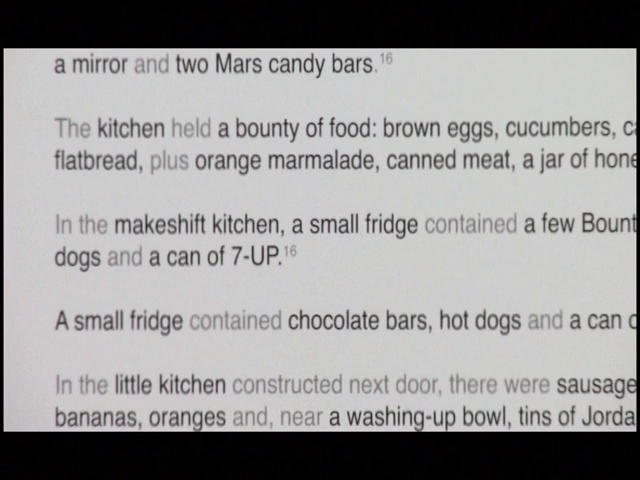 a mirror and two Mars candy bars.16
The kitchen held a bounty of food: brown eggs, cucumbers,
flatbread, plus orange marmalade, canned meat, a jar of
In the makeshift kitchen, a small fridge contained a few
dogs and a can of 7-UP.16
A small fridge contained chocolate bars, hot dogs and a can
In the little kitchen constructed next door, there were
bananas, oranges and, near a washing-up bowl, tins of